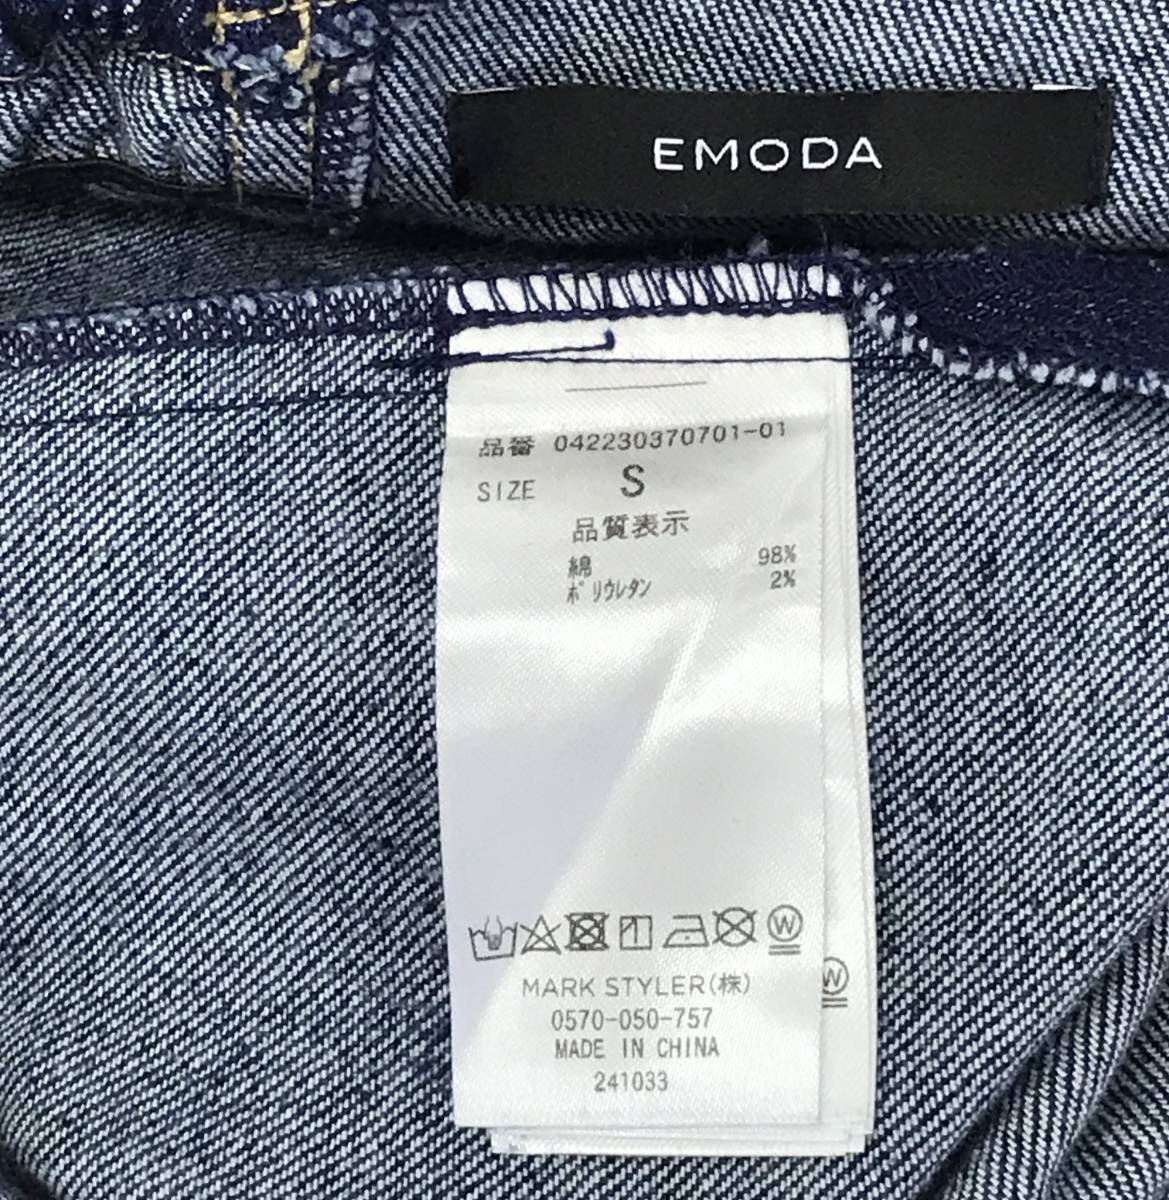 EMODA
品番 042230370701-01
SIZE S
品質表示
綿 98%
ポリウレタン 2%
W
W
MARK STYLER(株)
0570-050-757
MADE IN CHINA
241033